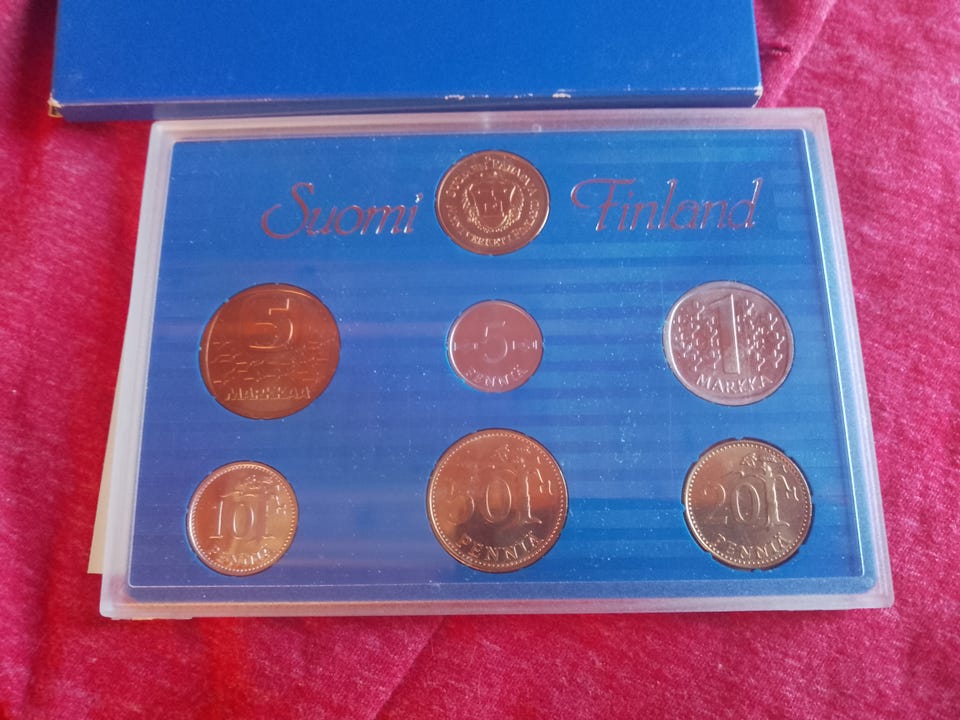 Suomi Finland
5
MARKKAA
5
PENNIÄ
1
MARKKA
10
PENNIÄ
50
PENNIÄ
20
PENNIÄ